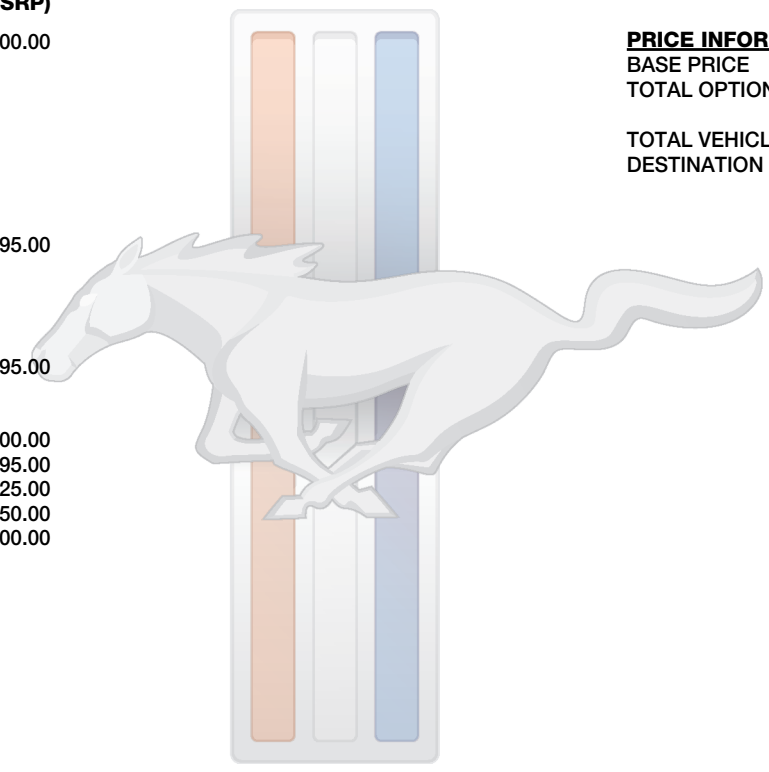 SRP)
00.00
95.00
95.00
00.00
95.00
25.00
50.00
00.00
PRICE INFOR
BASE PRICE
TOTAL OPTION
TOTAL VEHICL
DESTINATION